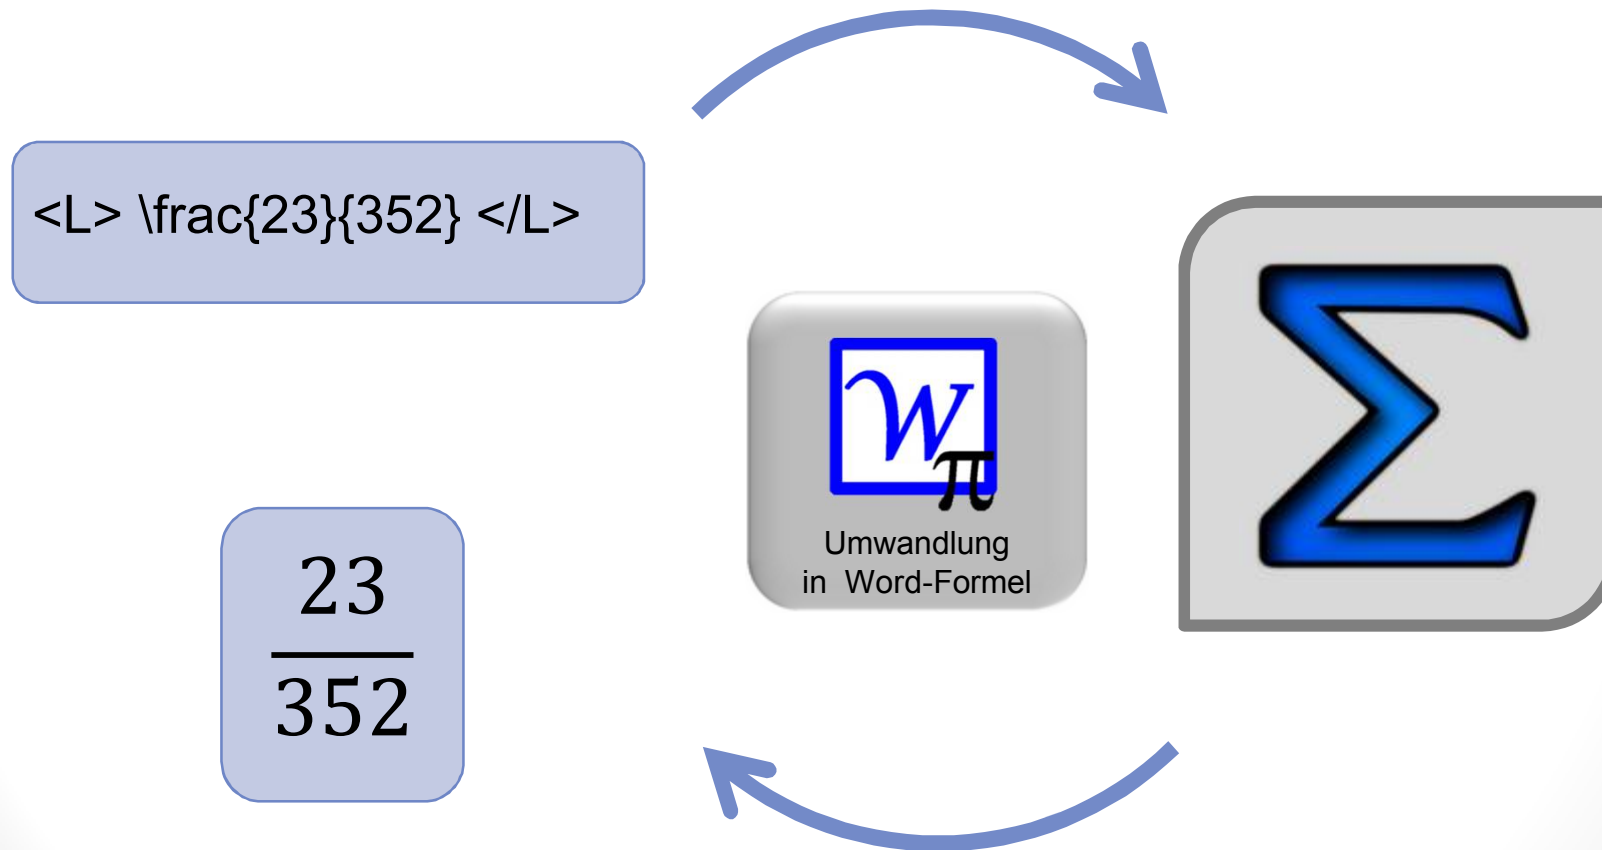 <L> \frac{23}{352} </L>
W
π
Umwandlung
in Word-Formel
Σ
23
352